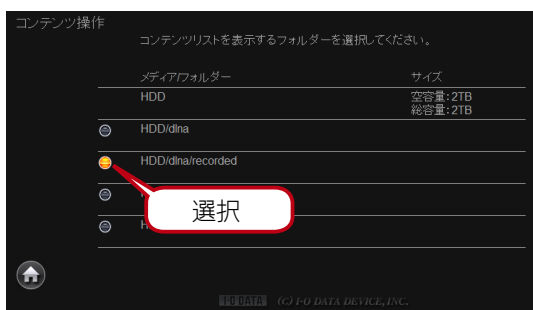 コンテンツ操作
コンテンツリストを表示するフォルダーを選択してください。
メディア/フォルダー サイズ
HDD 空容量:2TB
総容量:2TB
HDD/dlna
HDD/dlna/recorded
選択
I-O DATA (C) I-O DATA DEVICE, INC.